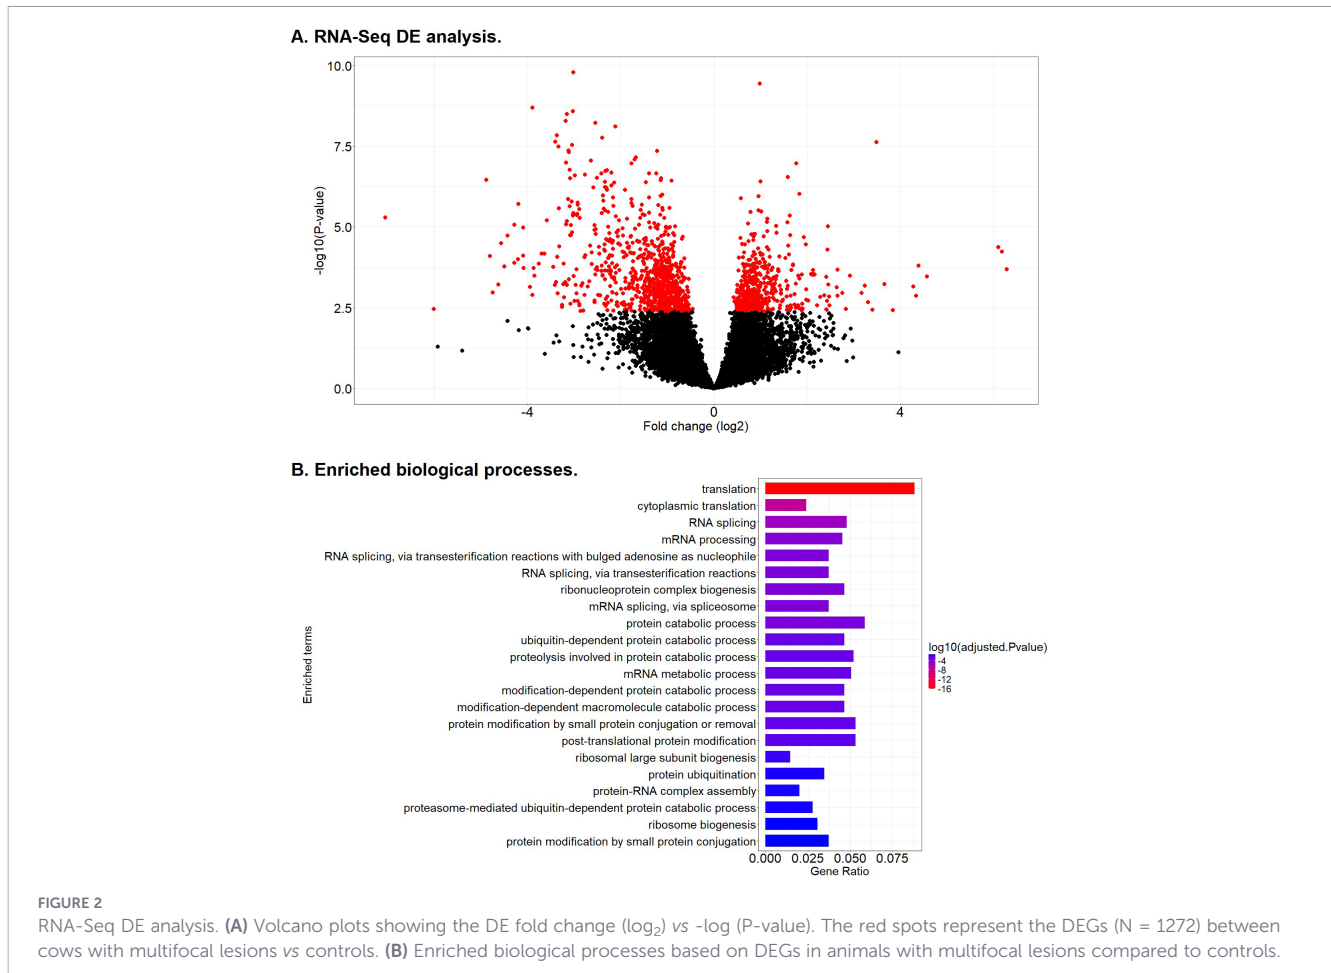 A. RNA-Seq DE analysis.
10.0
7.5
5.0
2.5
0.0
-log10(P-value)
-4
0
4
Fold change (log2)
B. Enriched biological processes.
translation
cytoplasmic translation
RNA splicing
mRNA processing
RNA splicing, via transesterification reactions with bulged adenosine as nucleophile
RNA splicing, via transesterification reactions
ribonucleoprotein complex biogenesis
mRNA splicing, via spliceosome
protein catabolic process
ubiquitin-dependent protein catabolic process
proteolysis involved in protein catabolic process
mRNA metabolic process
modification-dependent protein catabolic process
modification-dependent macromolecule catabolic process
protein modification by small protein conjugation or removal
post-translational protein modification
ribosomal large subunit biogenesis
protein ubiquitination
protein-RNA complex assembly
proteasome-mediated ubiquitin-dependent protein catabolic process
ribosome biogenesis
protein modification by small protein conjugation
Enriched terms
0.000 0.025 0.050 0.075
Gene Ratio
log10(adjusted.Pvalue)
-4
-8
-12
-16
FIGURE 2
RNA-Seq DE analysis. (A) Volcano plots showing the DE fold change (log2) vs -log (P-value). The red spots represent the DEGs (N = 1272) between
cows with multifocal lesions vs controls. (B) Enriched biological processes based on DEGs in animals with multifocal lesions compared to controls.